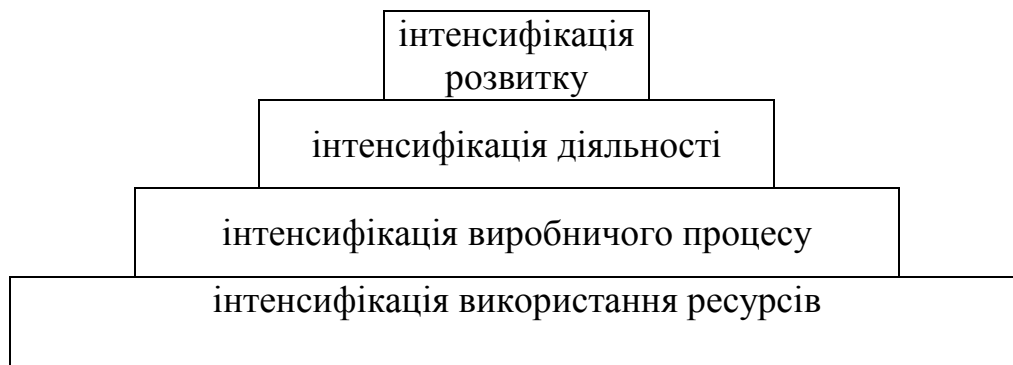 інтенсифікація
розвитку
інтенсифікація діяльності
інтенсифікація виробничого процесу
інтенсифікація використання ресурсів